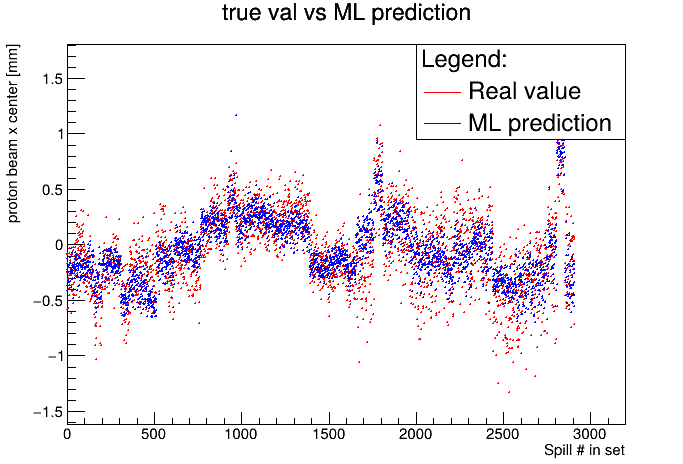 true val vs ML prediction
proton beam x center [mm]
Legend:
Real value
ML prediction
1.5
1
0.5
0
−0.5
−1
−1.5
0 500 1000 1500 2000 2500 3000
Spill # in set